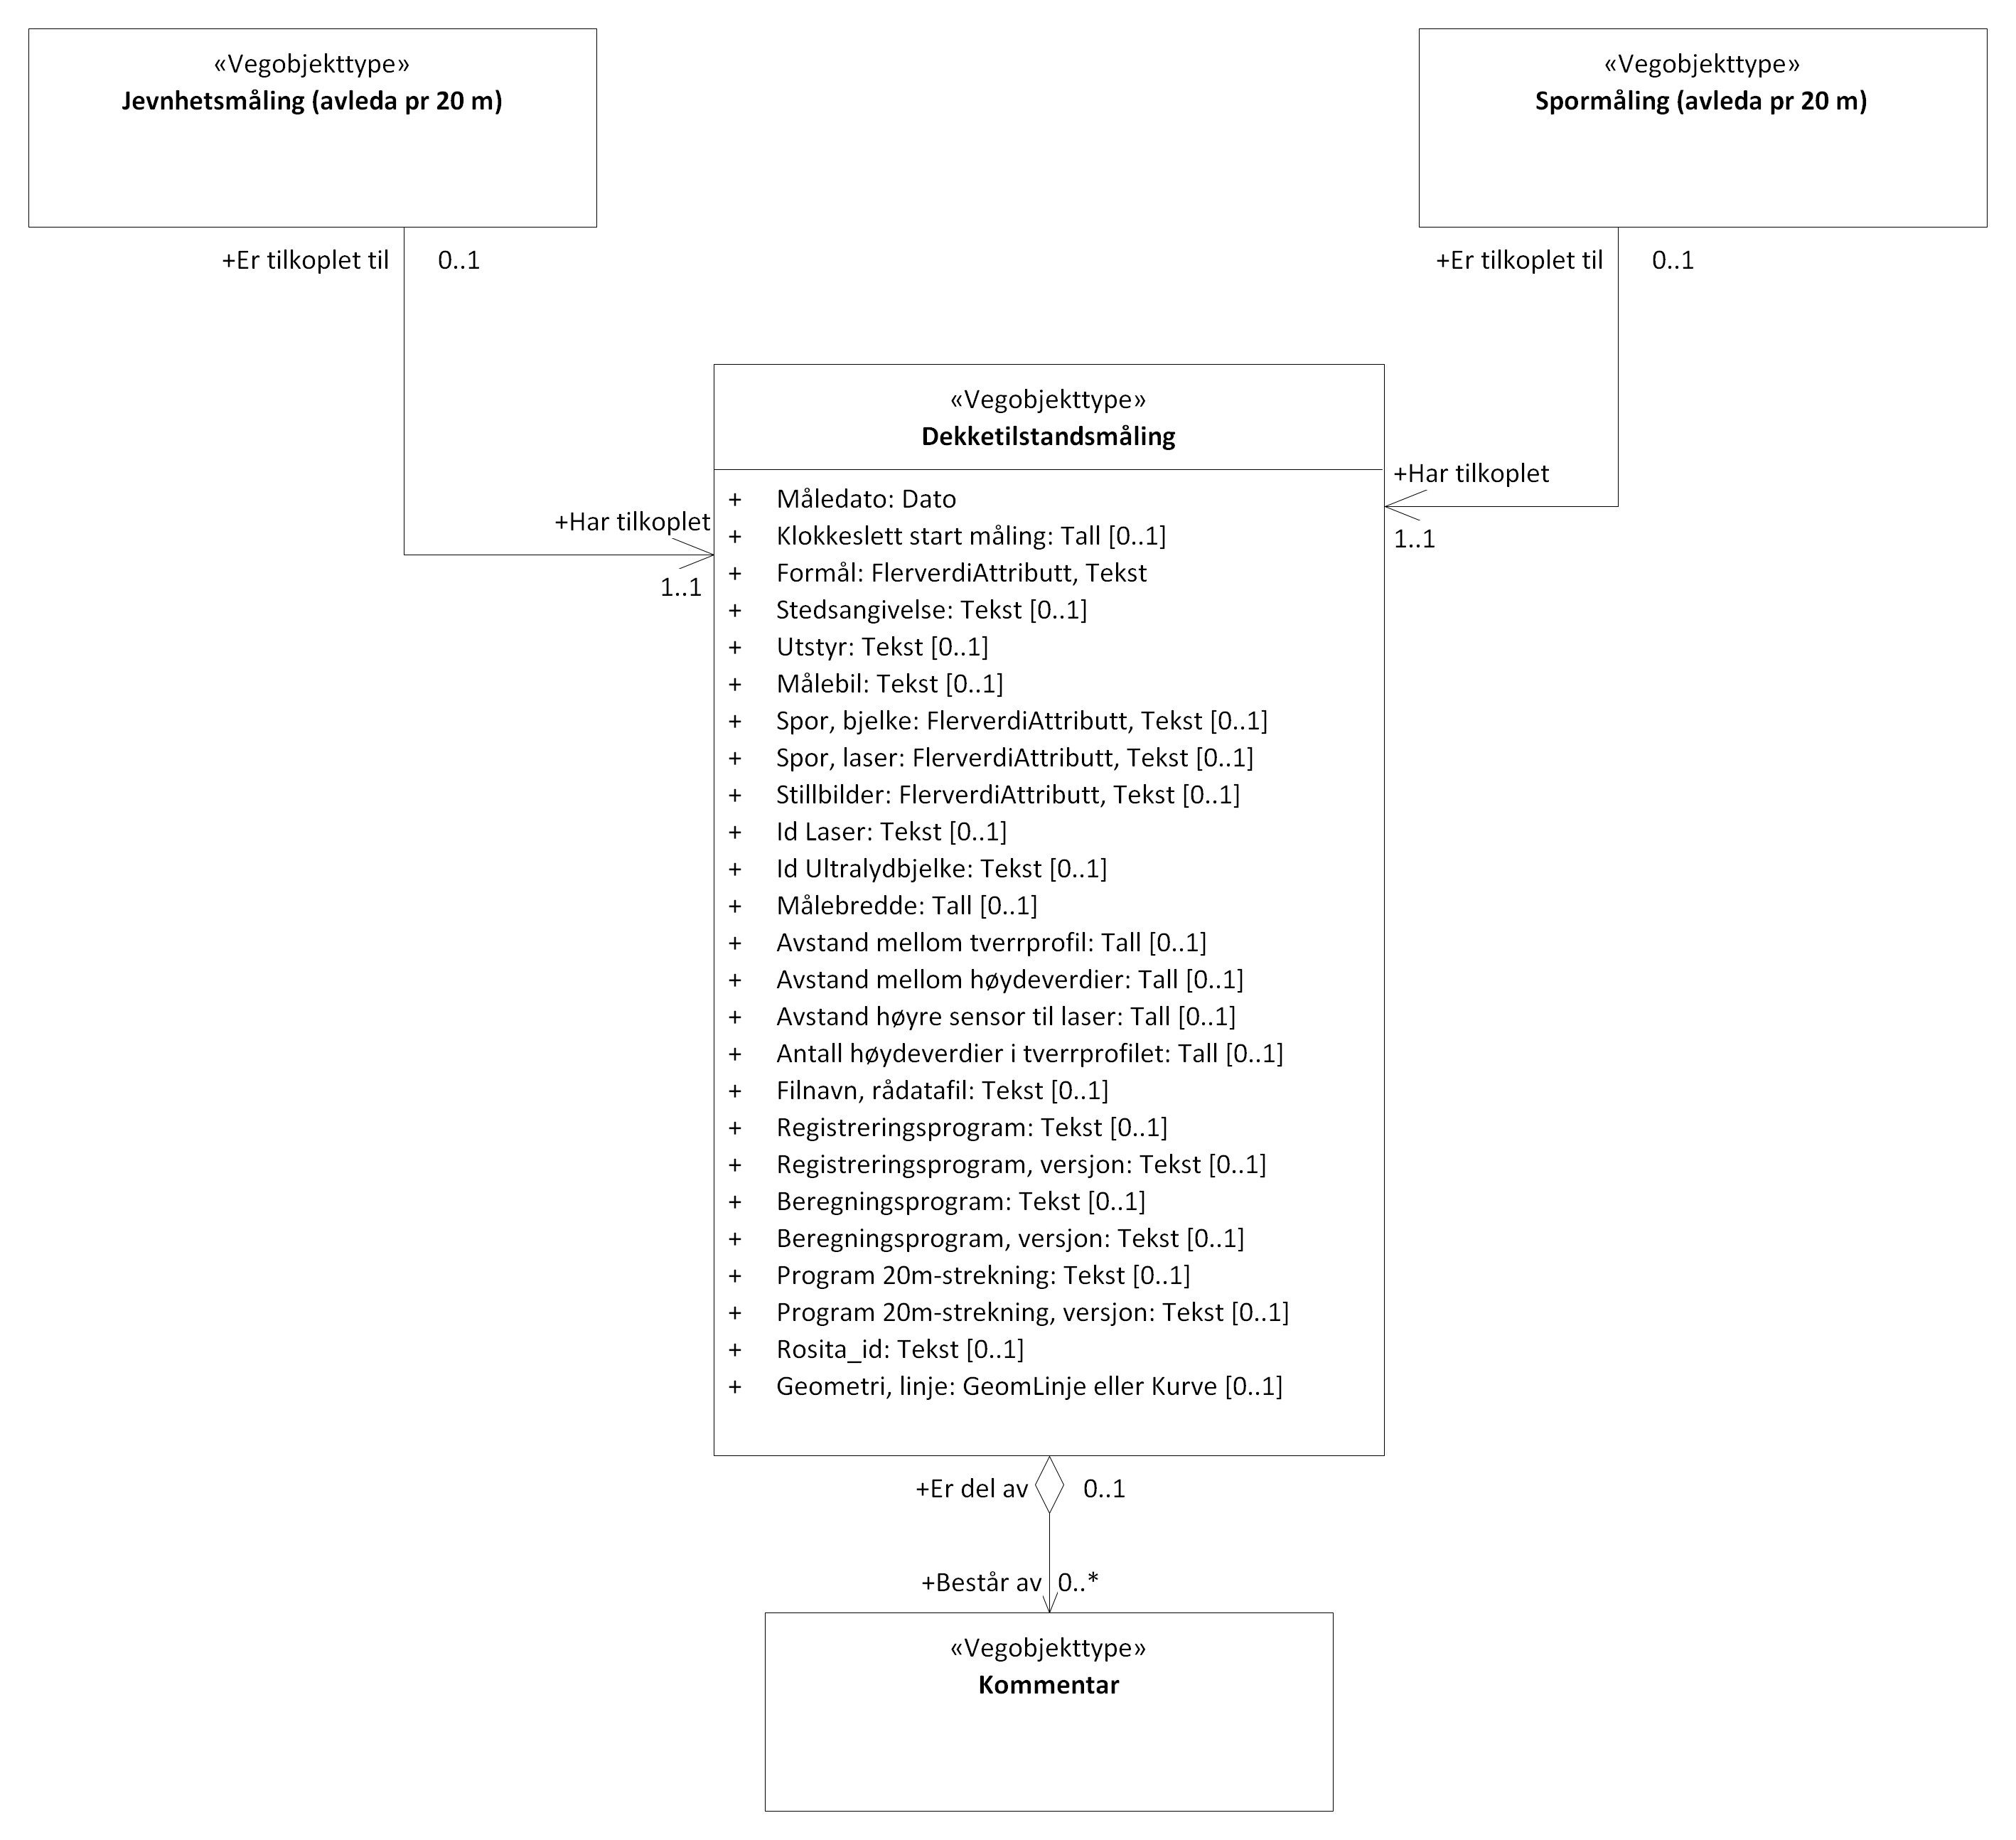 «Vegobjekttype»
Jevnhetsmåling (avleda pr 20 m)
«Vegobjekttype»
Spormåling (avleda pr 20 m)
+Er tilkoplet til 0..1
+Er tilkoplet til 0..1
+Har tilkoplet
1..1
+Har tilkoplet
1..1
«Vegobjekttype»
Dekketilstandsmåling
+ Måledato: Dato
+ Klokkeslett start måling: Tall [0..1]
+ Formål: FlerverdiAttributt, Tekst
+ Stedsangivelse: Tekst [0..1]
+ Utstyr: Tekst [0..1]
+ Målebil: Tekst [0..1]
+ Spor, bjelke: FlerverdiAttributt, Tekst [0..1]
+ Spor, laser: FlerverdiAttributt, Tekst [0..1]
+ Stillbilder: FlerverdiAttributt, Tekst [0..1]
+ Id Laser: Tekst [0..1]
+ Id Ultralydbjelke: Tekst [0..1]
+ Målebredde: Tall [0..1]
+ Avstand mellom tverrprofil: Tall [0..1]
+ Avstand mellom høydeverdier: Tall [0..1]
+ Avstand høyre sensor til laser: Tall [0..1]
+ Antall høydeverdier i tverrprofilet: Tall [0..1]
+ Filnavn, rådatafil: Tekst [0..1]
+ Registreringsprogram: Tekst [0..1]
+ Registreringsprogram, versjon: Tekst [0..1]
+ Beregningsprogram: Tekst [0..1]
+ Beregningsprogram, versjon: Tekst [0..1]
+ Program 20m-strekning: Tekst [0..1]
+ Program 20m-strekning, versjon: Tekst [0..1]
+ Rosita_id: Tekst [0..1]
+ Geometri, linje: GeomLinje eller Kurve [0..1]
+Er del av 0..1
+Består av 0..*
«Vegobjekttype»
Kommentar